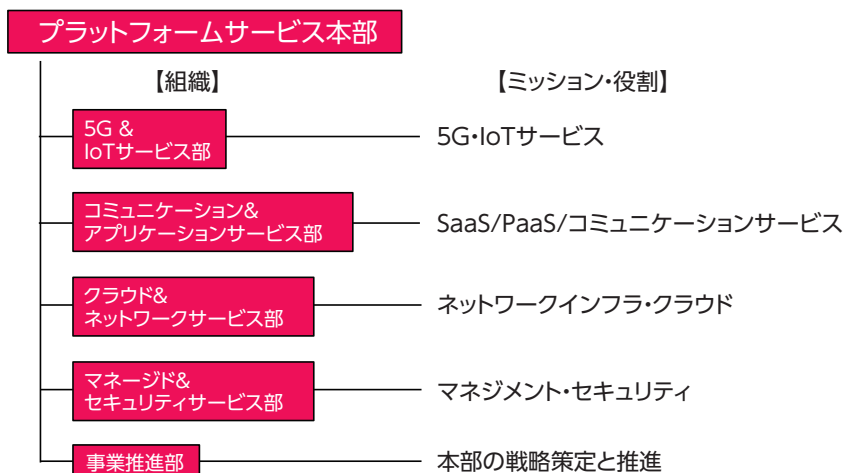 プラットフォームサービス本部
【組織】
【ミッション・役割】
5G &
IoTサービス部
5G・IoTサービス
コミュニケーション&
アプリケーションサービス部
SaaS/PaaS/コミュニケーションサービス
クラウド&
ネットワークサービス部
ネットワークインフラ・クラウド
マネージド&
セキュリティサービス部
マネジメント・セキュリティ
事業推進部
本部の戦略策定と推進